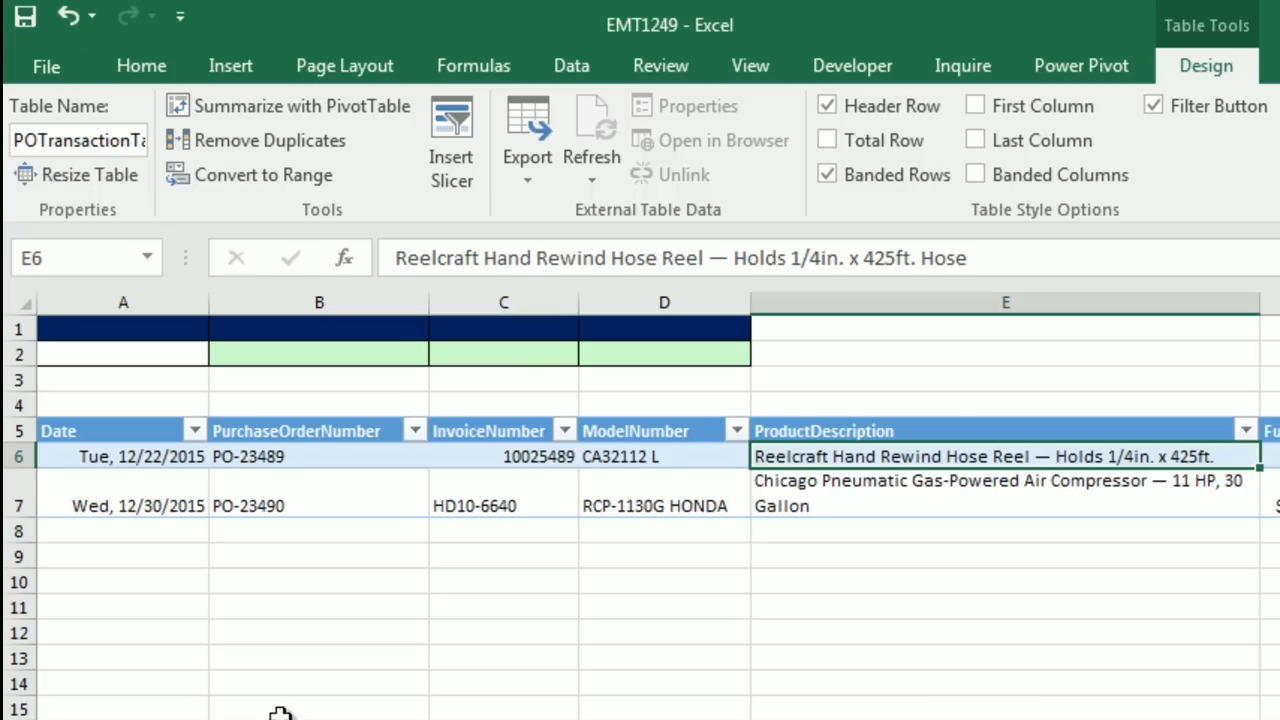 EMT1249 - Excel
Table Tools
File Home Insert Page Layout Formulas Data Review View Developer Inquire Power Pivot Design
Table Name:
POTransactionTa
Resize Table
Properties
Summarize with PivotTable
Remove Duplicates
Convert to Range
Tools
Insert
Slicer
Export
Refresh
Properties
Open in Browser
Unlink
External Table Data
Header Row
Total Row
Banded Rows
First Column
Last Column
Banded Columns
Filter Button
Table Style Options
E6
fx
Reelcraft Hand Rewind Hose Reel — Holds 1/4in. x 425ft. Hose
A B C D E
1
2
3
4
5 Date PurchaseOrderNumber InvoiceNumber ModelNumber ProductDescription Fu
6 Tue, 12/22/2015 PO-23489 10025489 CA32112 L Reelcraft Hand Rewind Hose Reel — Holds 1/4in. x 425ft.
Chicago Pneumatic Gas-Powered Air Compressor — 11 HP, 30
7 Wed, 12/30/2015 PO-23490 HD10-6640 RCP-1130G HONDA Gallon $
8
9
10
11
12
13
14
15